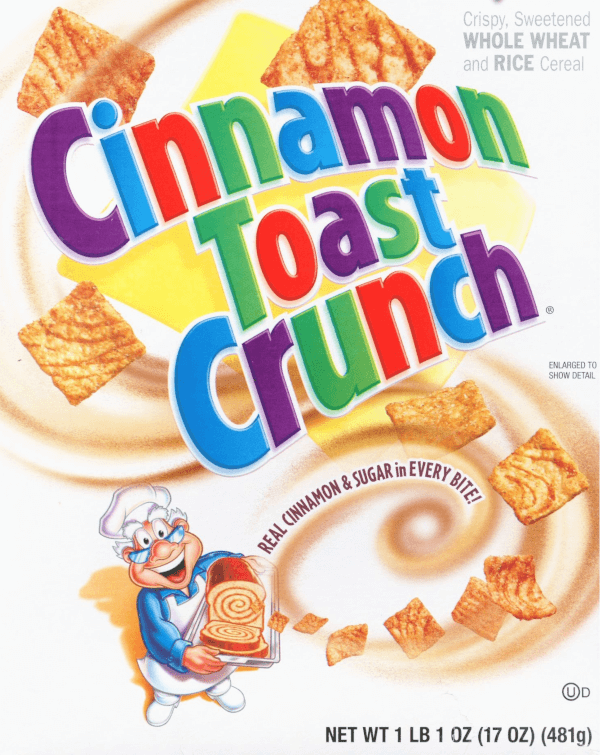 Crispy, Sweetened
WHOLE WHEAT
and RICE Cereal
Cinnamon
Toast
Crunch®
ENLARGED TO
SHOW DETAIL
REAL CINNAMON & SUGAR in EVERY BITE!
UD
NET WT 1 LB 1 OZ (17 OZ) (481g)